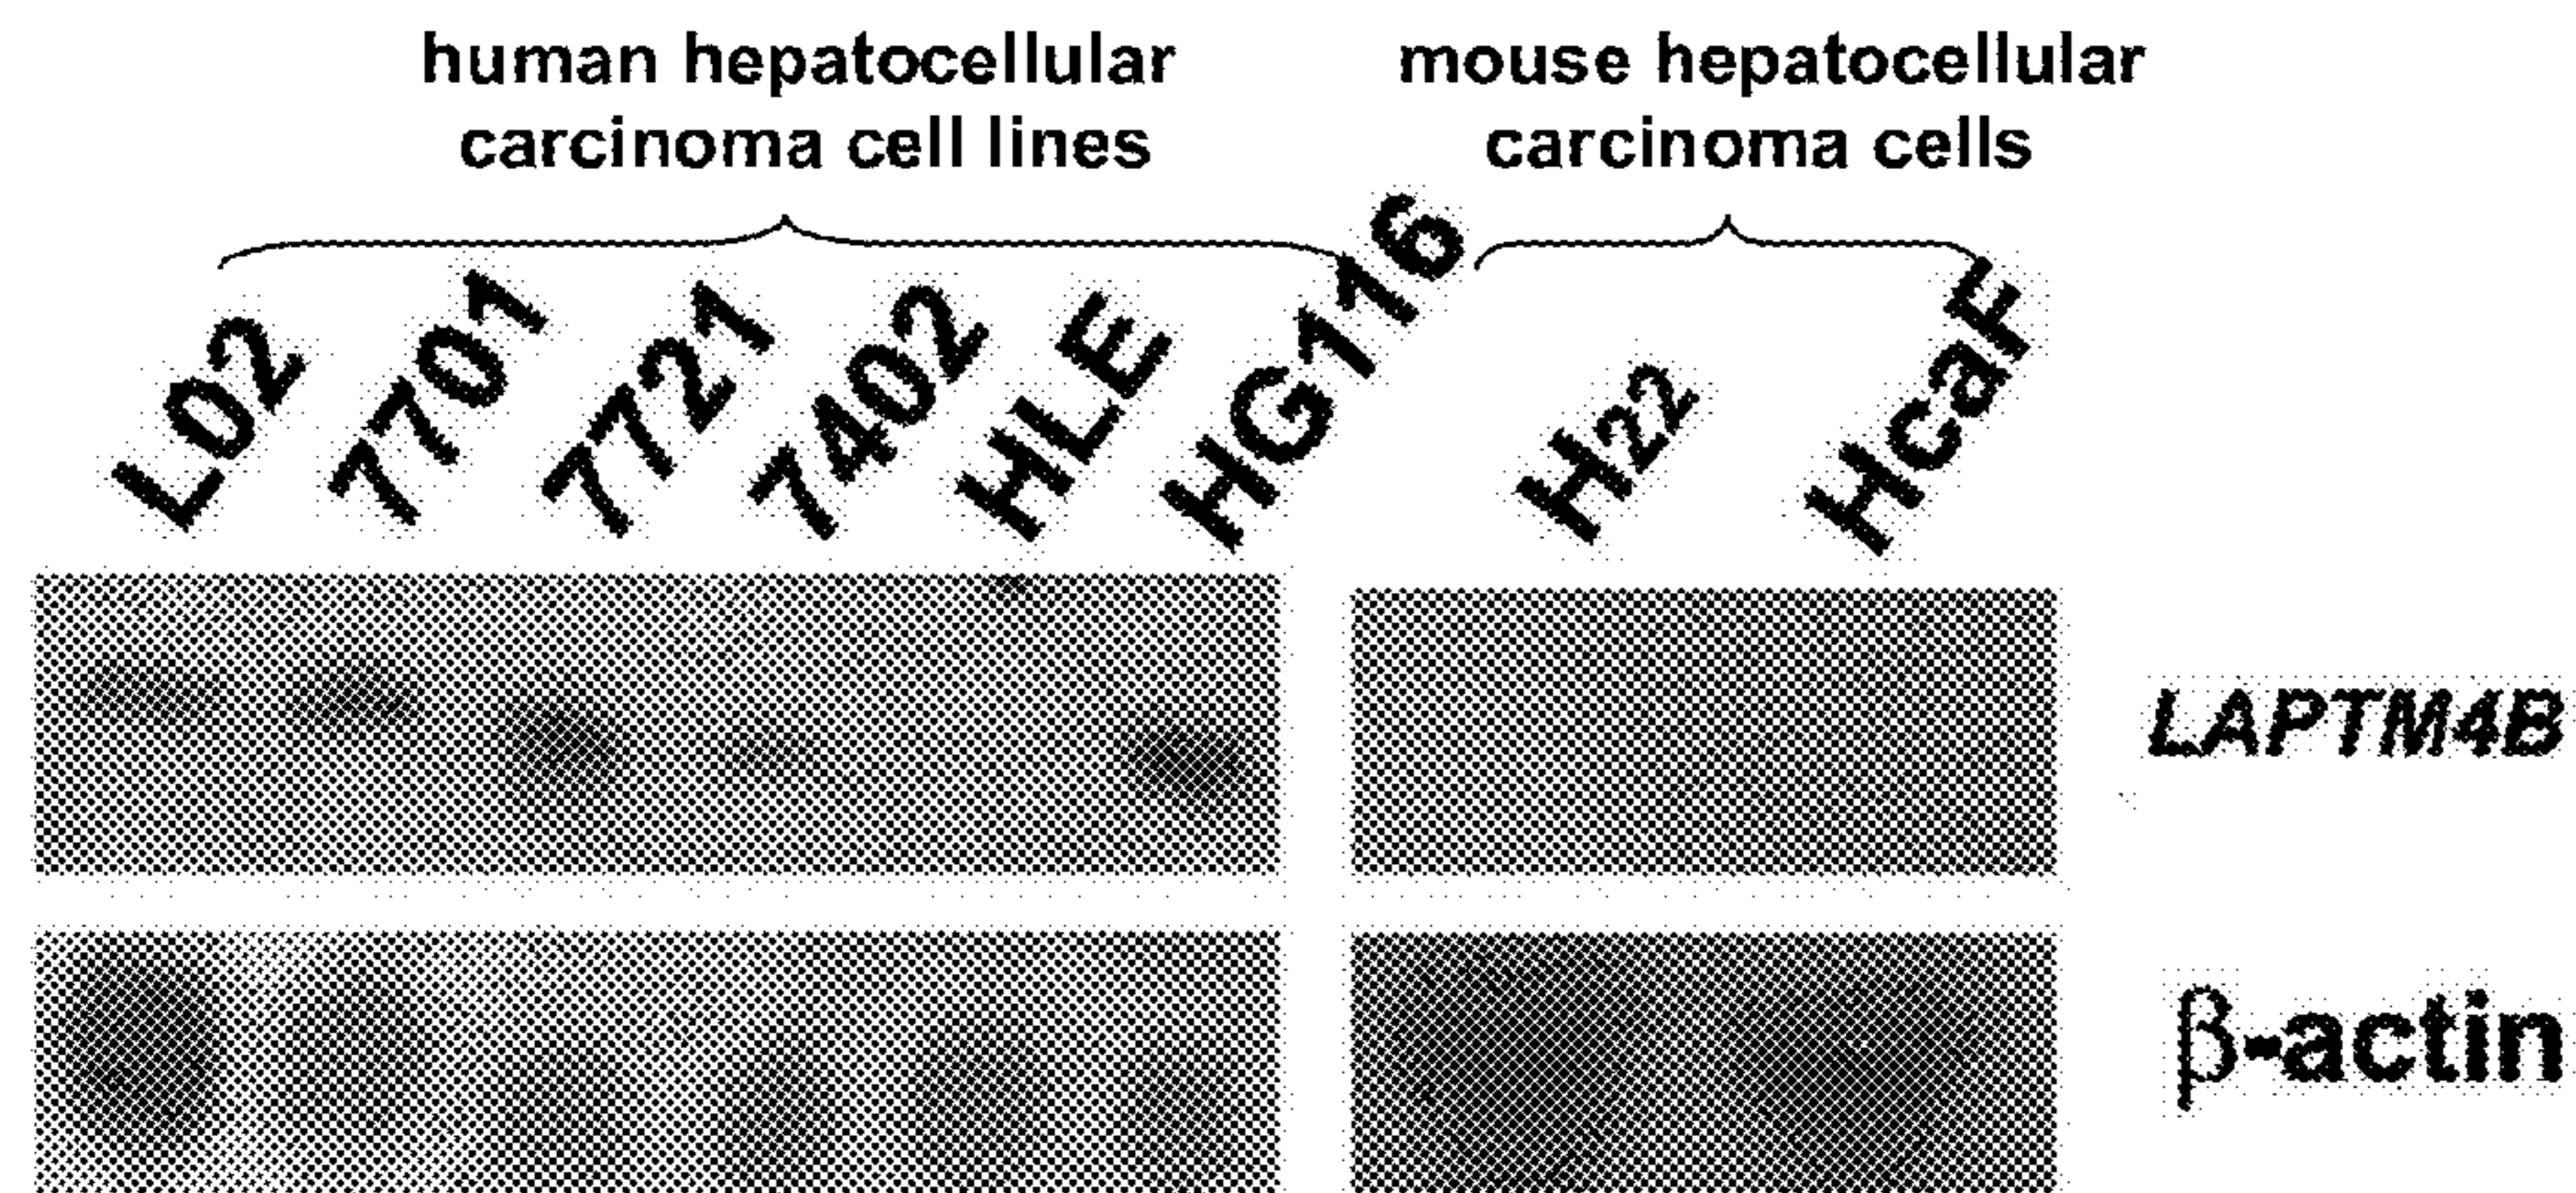 human hepatocellular
carcinoma cell lines
mouse hepatocellular
carcinoma cells
L02
7701
7721
7402
HLE
HG116
H22
HcaF
LAPTM4B
β-actin